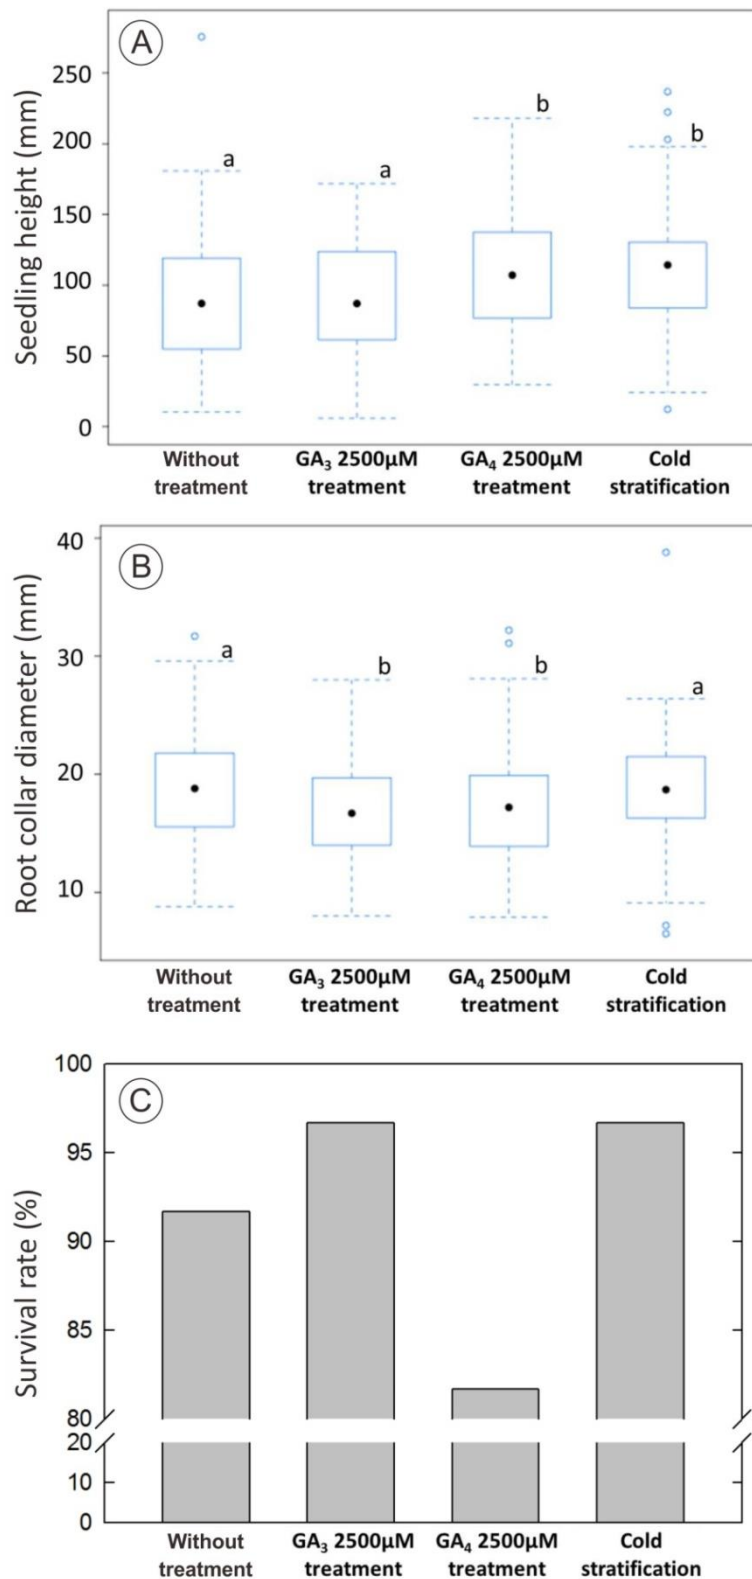 A
Seedling height (mm)
250
200
150
100
50
0
a
a
b
b
Without
treatment
GA₃ 2500µM
treatment
GA₄ 2500µM
treatment
Cold
stratification
B
Root collar diameter (mm)
40
30
20
10
a
b
b
a
Without
treatment
GA₃ 2500µM
treatment
GA₄ 2500µM
treatment
Cold
stratification
C
Survival rate (%)
100
95
90
85
80
20
10
0
Without
treatment
GA₃ 2500µM
treatment
GA₄ 2500µM
treatment
Cold
stratification